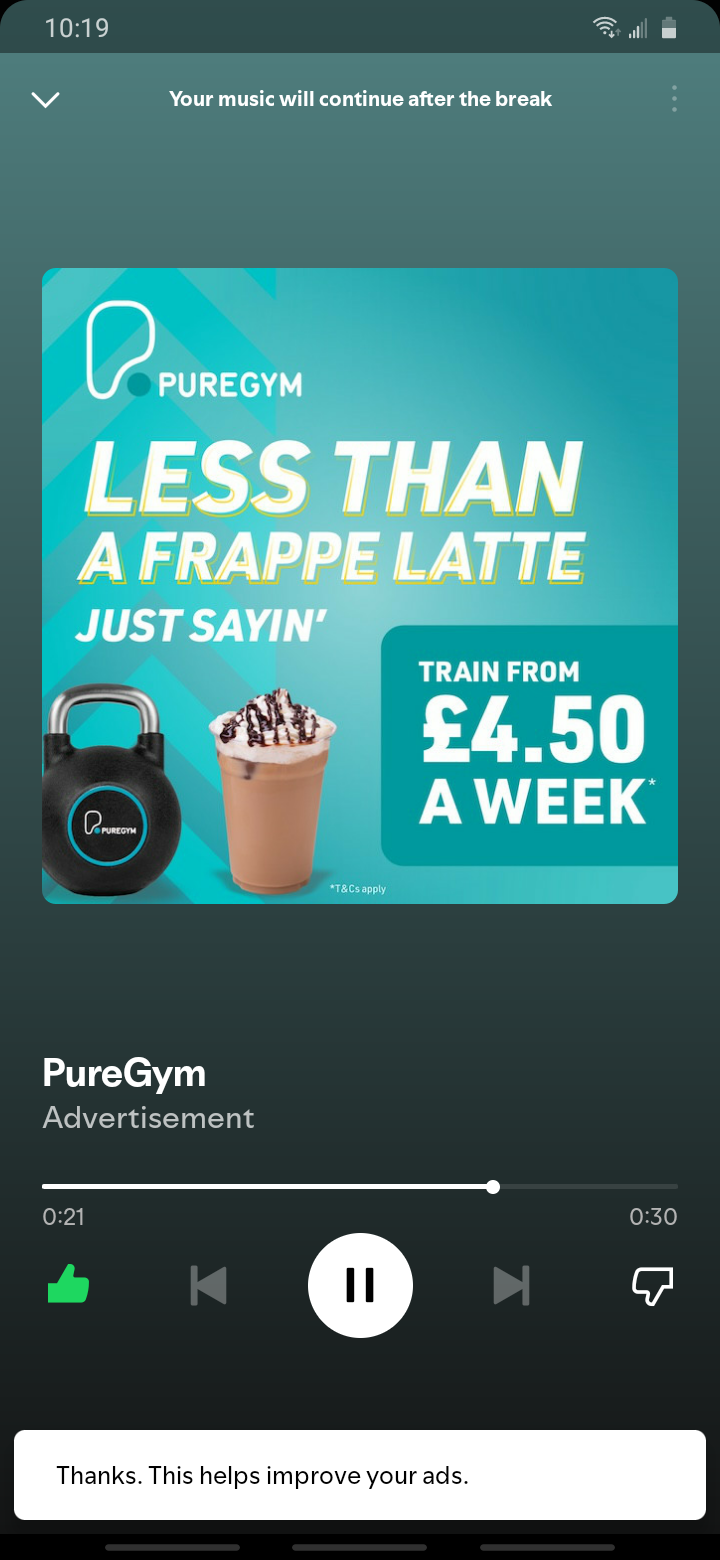 10:19
Your music will continue after the break
PUREGYM
LESS THAN
A FRAPPE LATTE
JUST SAYIN'
TRAIN FROM
£4.50
A WEEK*
PUREGYM
*T&Cs apply
PureGym
Advertisement
0:21
0:30
Thanks. This helps improve your ads.